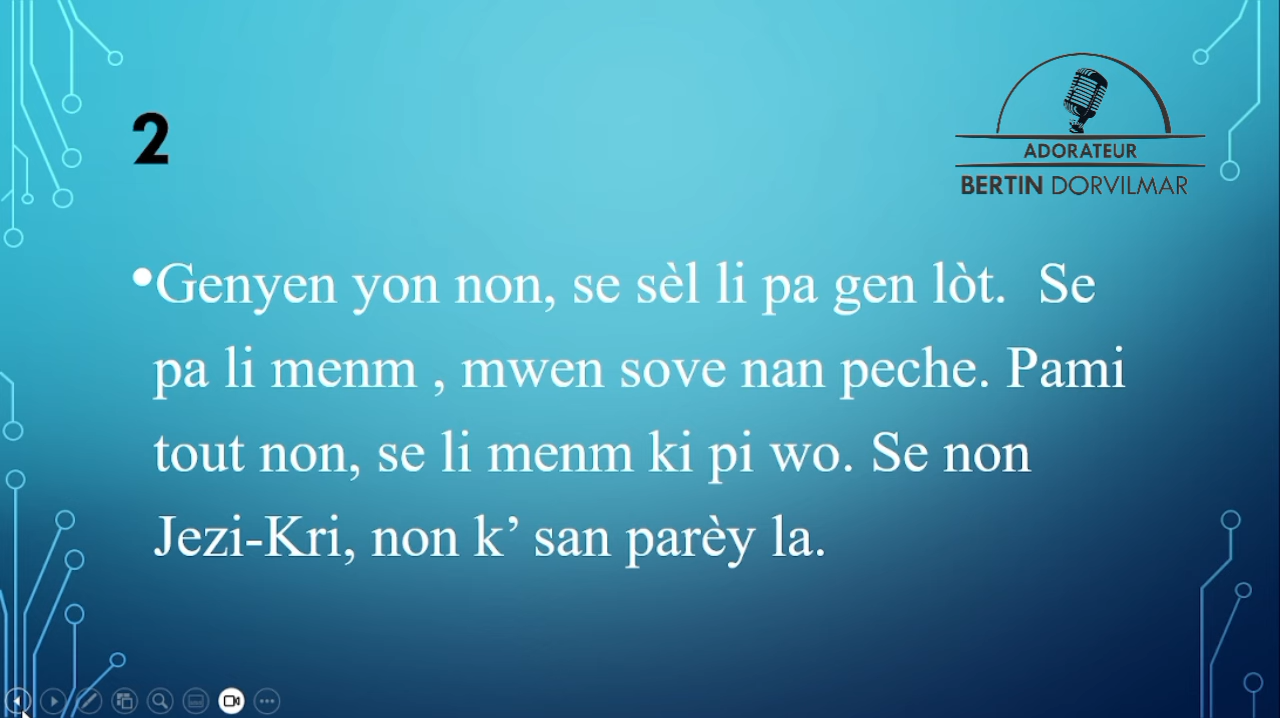 2
ADORATEUR
BERTIN DORVILMAR
•Genyen yon non, se sèl li pa gen lòt.  Se
pa li menm , mwen sove nan peche. Pami
tout non, se li menm ki pi wo. Se non
Jezi-Kri, non k’ san parèy la.